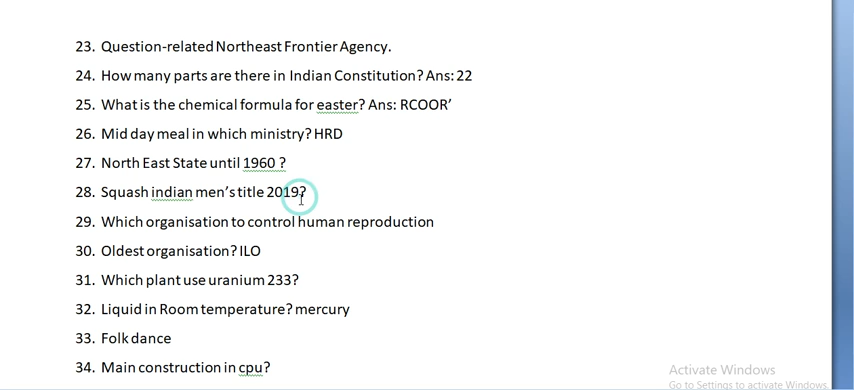 23. Question-related Northeast Frontier Agency.
24. How many parts are there in Indian Constitution? Ans: 22
25. What is the chemical formula for easter? Ans: RCOOR’
26. Mid day meal in which ministry? HRD
27. North East State until 1960 ?
28. Squash indian men’s title 2019?
29. Which organisation to control human reproduction
30. Oldest organisation? ILO
31. Which plant use uranium 233?
32. Liquid in Room temperature? mercury
33. Folk dance
34. Main construction in cpu?
Activate Windows
Go to Settings to activate Windows.